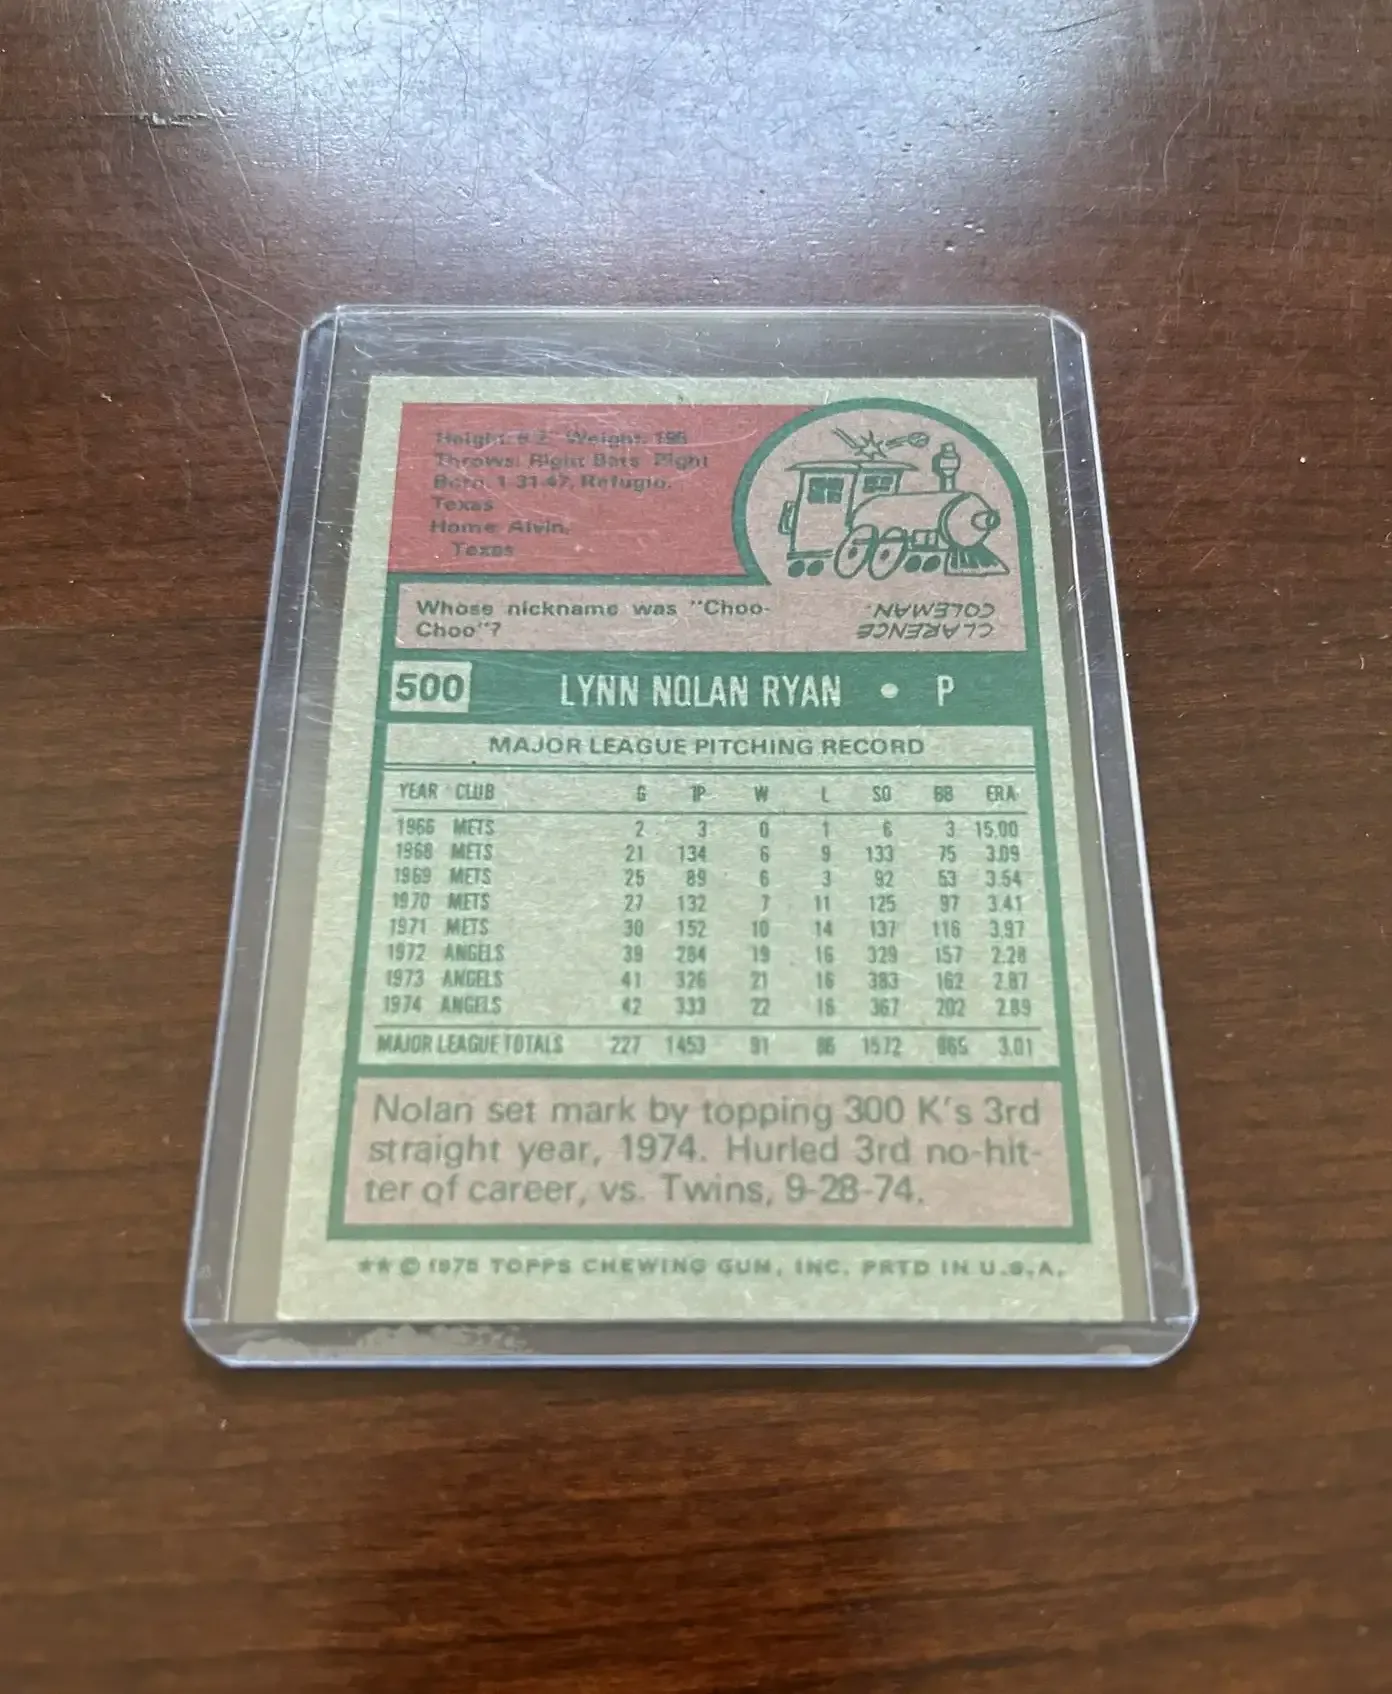 Height: 6'2" Weight: 195
Throws: Right Bats: Right
Born: 1-31-47, Refugio,
Texas
Home: Alvin,
Texas
Whose nickname was "Choo-
Choo"?
CLARENCE
COLEMAN.
500 LYNN NOLAN RYAN • P
MAJOR LEAGUE PITCHING RECORD
YEAR CLUB G IP W L SO BB ERA
1966 METS 2 3 0 1 6 3 15.00
1968 METS 21 134 6 9 133 75 3.09
1969 METS 25 89 6 3 92 53 3.54
1970 METS 27 132 7 11 125 97 3.41
1971 METS 30 152 10 14 137 116 3.97
1972 ANGELS 39 284 19 16 329 157 2.28
1973 ANGELS 41 326 21 16 383 162 2.87
1974 ANGELS 42 333 22 16 367 202 2.89
MAJOR LEAGUE TOTALS 227 1453 91 86 1572 865 3.01
Nolan set mark by topping 300 K's 3rd
straight year, 1974. Hurled 3rd no-hit-
ter of career, vs. Twins, 9-28-74.
★★ © 1975 TOPPS CHEWING GUM, INC. PRTD IN U.S.A.